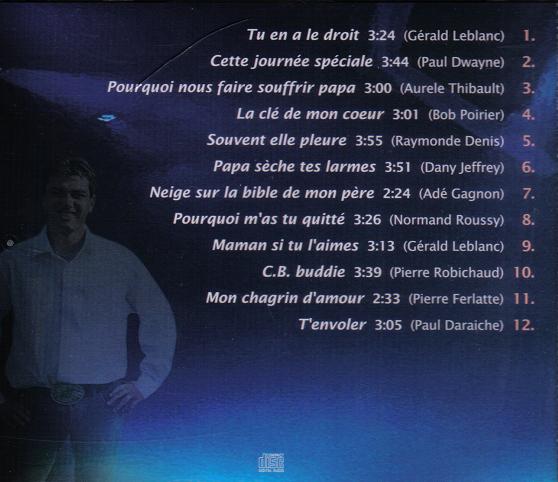 Tu en a le droit 3:24 (Gérald Leblanc) 1.
Cette journée spéciale 3:44 (Paul Dwayne) 2.
Pourquoi nous faire souffrir papa 3:00 (Aurele Thibault) 3.
La clé de mon coeur 3:01 (Bob Poirier) 4.
Souvent elle pleure 3:55 (Raymonde Denis) 5.
Papa sèche tes larmes 3:51 (Dany Jeffrey) 6.
Neige sur la bible de mon père 2:24 (Adé Gagnon) 7.
Pourquoi m'as tu quitté 3:26 (Normand Roussy) 8.
Maman si tu l'aimes 3:13 (Gérald Leblanc) 9.
C.B. buddie 3:39 (Pierre Robichaud) 10.
Mon chagrin d'amour 2:33 (Pierre Ferlatte) 11.
T'envoler 3:05 (Paul Daraiche) 12.
COMPACT
disc
DIGITAL AUDIO